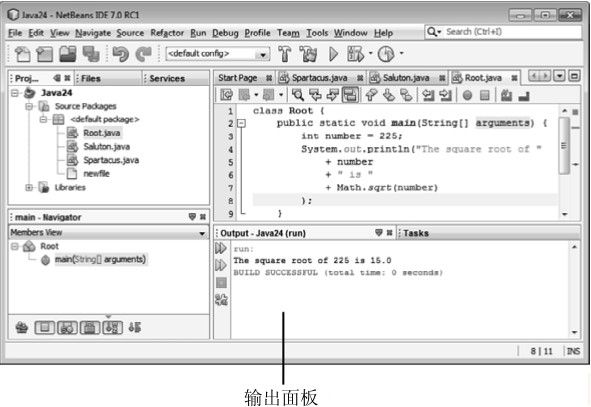 Java24 - NetBeans IDE 7.0 RC1
File Edit View Navigate Source Refactor Run Debug Profile Team Tools Window Help
Search (Ctrl+I)
<default config>
Proj... Files Services
Java24
Source Packages
<default package>
Root.java
Saluton.java
Spartacus.java
newfile
Libraries
Start Page Spartacus.java Saluton.java Root.java
1 class Root {
2 public static void main(String[] arguments) {
3 int number = 225;
4 System.out.println("The square root of "
5 + number
6 + " is "
7 + Math.sqrt(number)
8 );
9 }
main - Navigator
Members View
Root
main(String[] arguments)
Output - Java24 (run) Tasks
run:
The square root of 225 is 15.0
BUILD SUCCESSFUL (total time: 0 seconds)
8|11 INS
输出面板